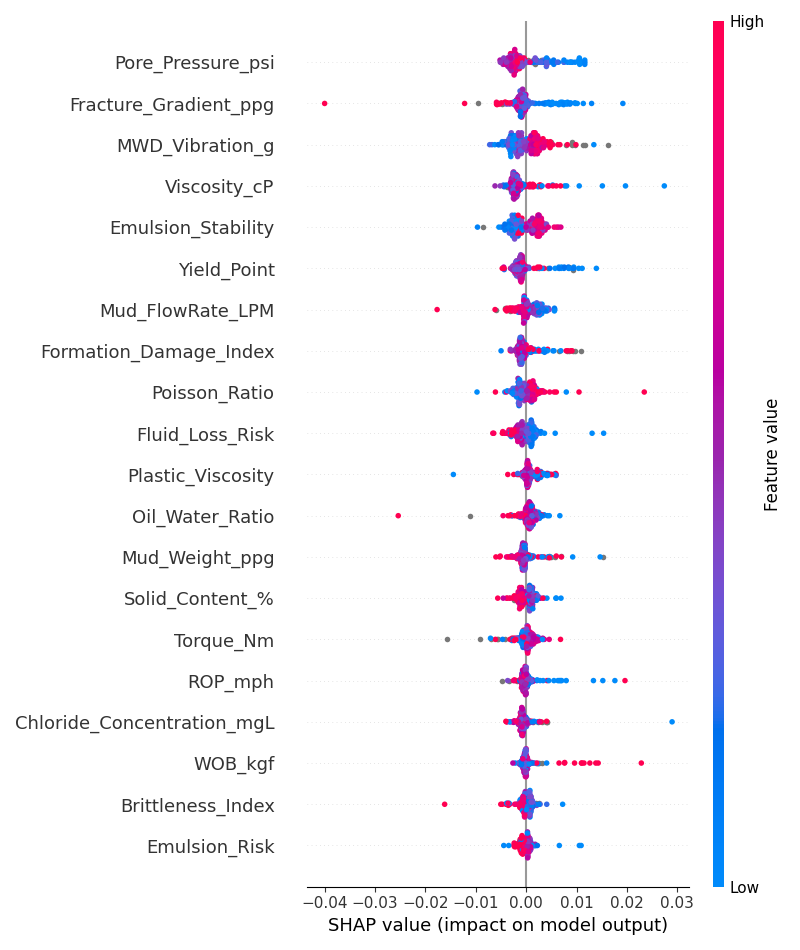 High
Pore_Pressure_psi
Fracture_Gradient_ppg
MWD_Vibration_g
Viscosity_cP
Emulsion_Stability
Yield_Point
Mud_FlowRate_LPM
Formation_Damage_Index
Poisson_Ratio
Fluid_Loss_Risk
Plastic_Viscosity
Oil_Water_Ratio
Mud_Weight_ppg
Solid_Content_%
Torque_Nm
ROP_mph
Chloride_Concentration_mgL
WOB_kgf
Brittleness_Index
Emulsion_Risk
Feature value
Low
−0.04 −0.03 −0.02 −0.01 0.00 0.01 0.02 0.03
SHAP value (impact on model output)